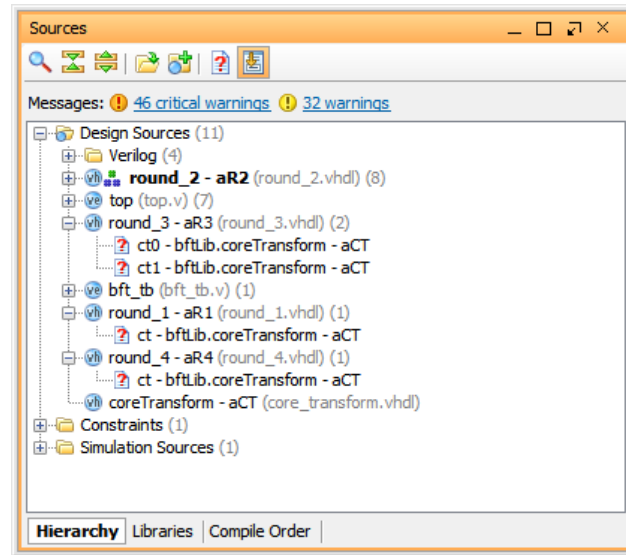 Sources
Messages: 46 critical warnings 32 warnings
Design Sources (11)
Verilog (4)
round_2 - aR2 (round_2.vhdl) (8)
top (top.v) (7)
round_3 - aR3 (round_3.vhdl) (2)
ct0 - bftLib.coreTransform - aCT
ct1 - bftLib.coreTransform - aCT
bft_tb (bft_tb.v) (1)
round_1 - aR1 (round_1.vhdl) (1)
ct - bftLib.coreTransform - aCT
round_4 - aR4 (round_4.vhdl) (1)
ct - bftLib.coreTransform - aCT
coreTransform - aCT (core_transform.vhdl)
Constraints (1)
Simulation Sources (1)
Hierarchy Libraries Compile Order